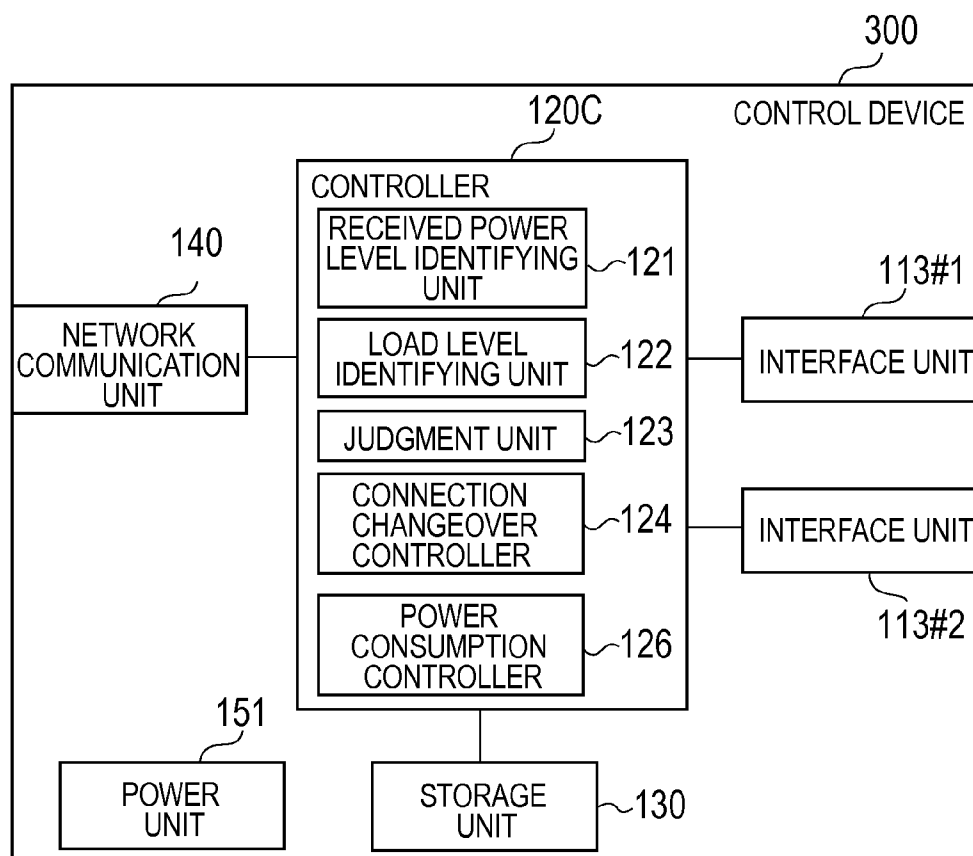 300
CONTROL DEVICE
120C
CONTROLLER
RECEIVED POWER
LEVEL IDENTIFYING
UNIT
121
140
NETWORK
COMMUNICATION
UNIT
LOAD LEVEL
IDENTIFYING UNIT
122
113#1
INTERFACE UNIT
JUDGMENT UNIT
123
CONNECTION
CHANGEOVER
CONTROLLER
124
INTERFACE UNIT
113#2
POWER
CONSUMPTION
CONTROLLER
126
151
POWER
UNIT
STORAGE
UNIT
130